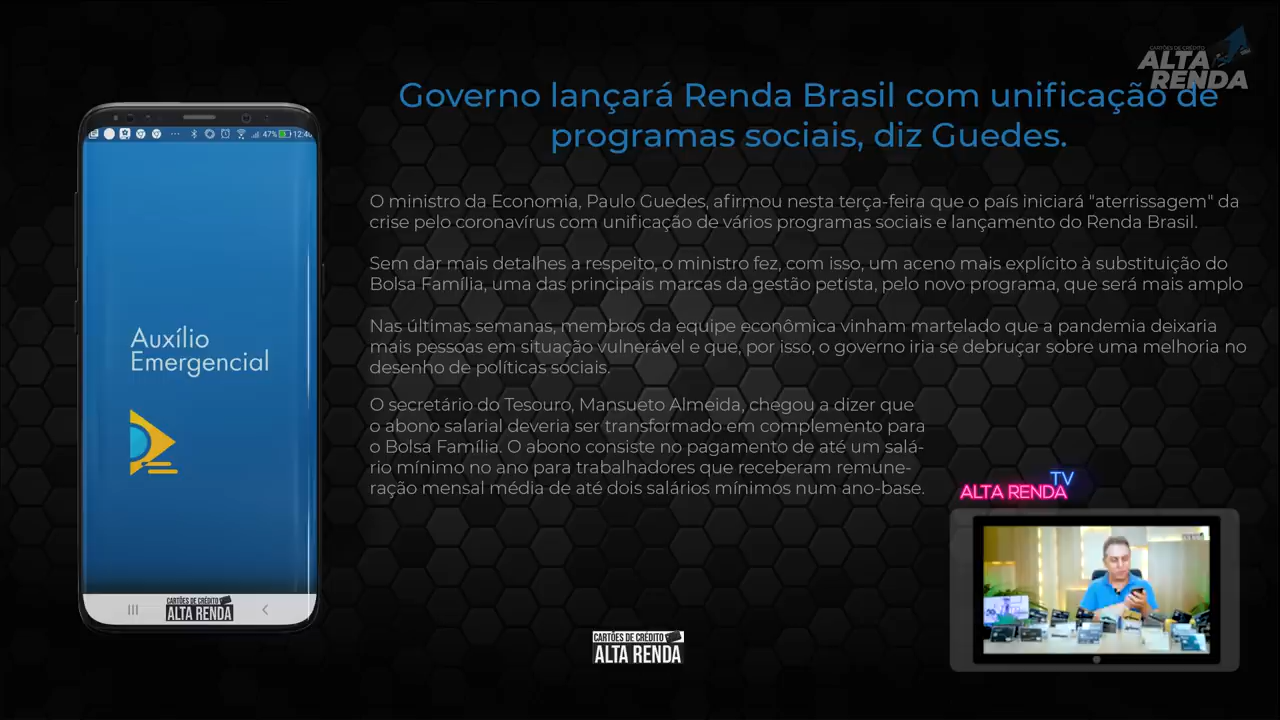 CARTÕES DE CRÉDITO
ALTA
RENDA
Governo lançará Renda Brasil com unificação de
programas sociais, diz Guedes.
47% 12:40
O ministro da Economia, Paulo Guedes, afirmou nesta terça-feira que o país iniciará "aterrissagem" da
crise pelo coronavírus com unificação de vários programas sociais e lançamento do Renda Brasil.
Sem dar mais detalhes a respeito, o ministro fez, com isso, um aceno mais explícito à substituição do
Bolsa Família, uma das principais marcas da gestão petista, pelo novo programa, que será mais amplo
Nas últimas semanas, membros da equipe econômica vinham martelado que a pandemia deixaria
mais pessoas em situação vulnerável e que, por isso, o governo iria se debruçar sobre uma melhoria no
desenho de políticas sociais.
Auxílio
Emergencial
O secretário do Tesouro, Mansueto Almeida, chegou a dizer que
o abono salarial deveria ser transformado em complemento para
o Bolsa Família. O abono consiste no pagamento de até um salá-
rio mínimo no ano para trabalhadores que receberam remune-
ração mensal média de até dois salários mínimos num ano-base.
TV
ALTA RENDA
CARTÕES DE CRÉDITO
ALTA RENDA
CARTÕES DE CRÉDITO
ALTA RENDA